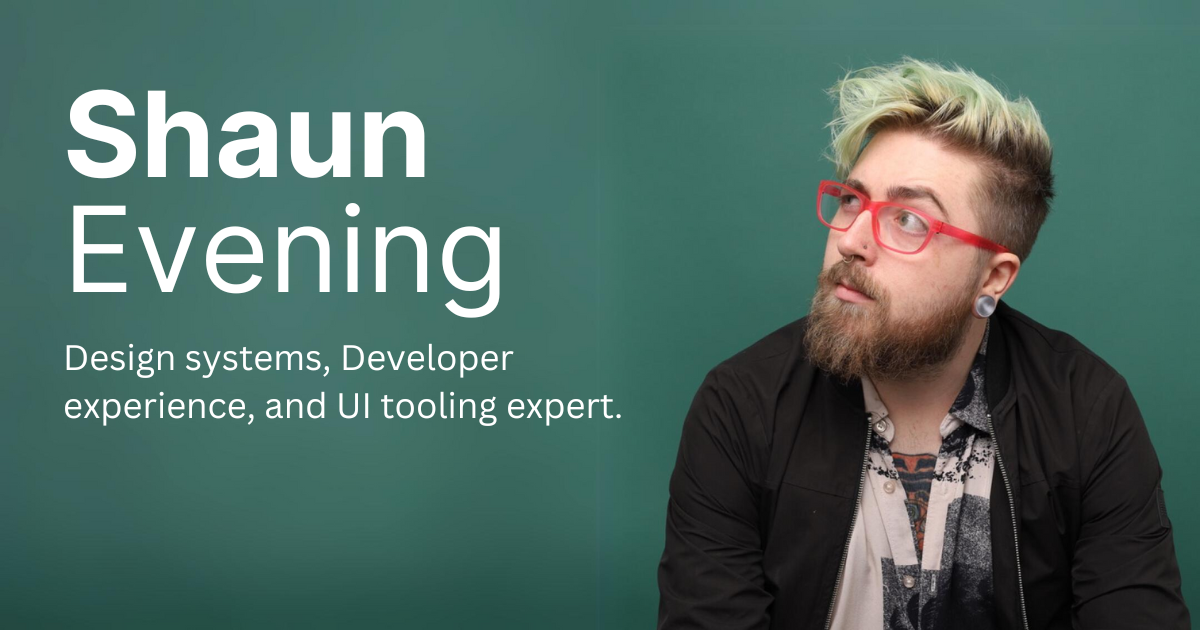 Shaun
Evening
Design systems, Developer
experience, and UI tooling expert.